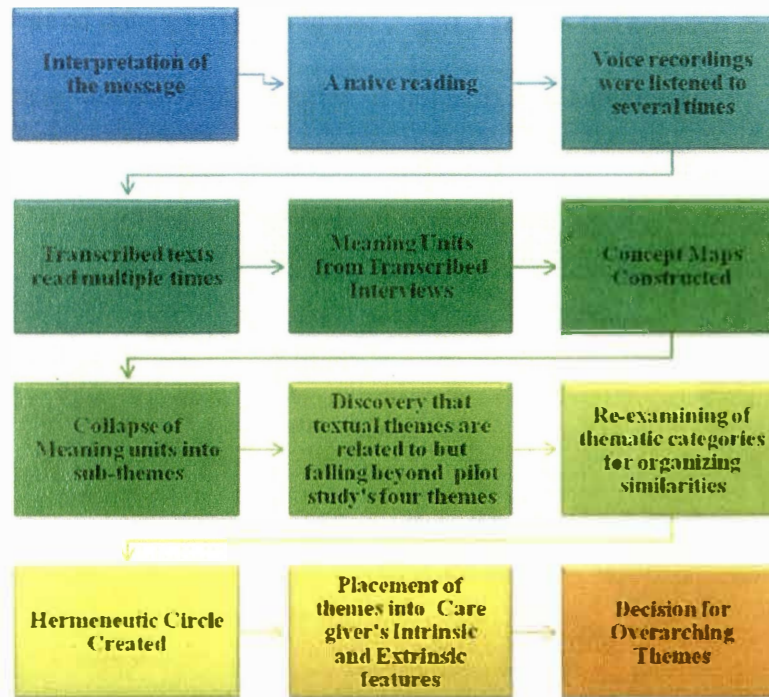 Interpretation of
the message
A naive reading
Voice recordings
were listened to
several times
Transcribed texts
read multiple times
Meaning Units
from Transcribed
Interviews
Concept Maps
Constructed
Collapse of
Meaning units into
sub-themes
Discovery that
textual themes are
related to but
falling beyond pilot
study's four themes
Re-examining of
thematic categories
for organizing
similarities
Hermeneutic Circle
Created
Placement of
themes into Care
giver's Intrinsic
and Extrinsic
features
Decision for
Overarching
Themes